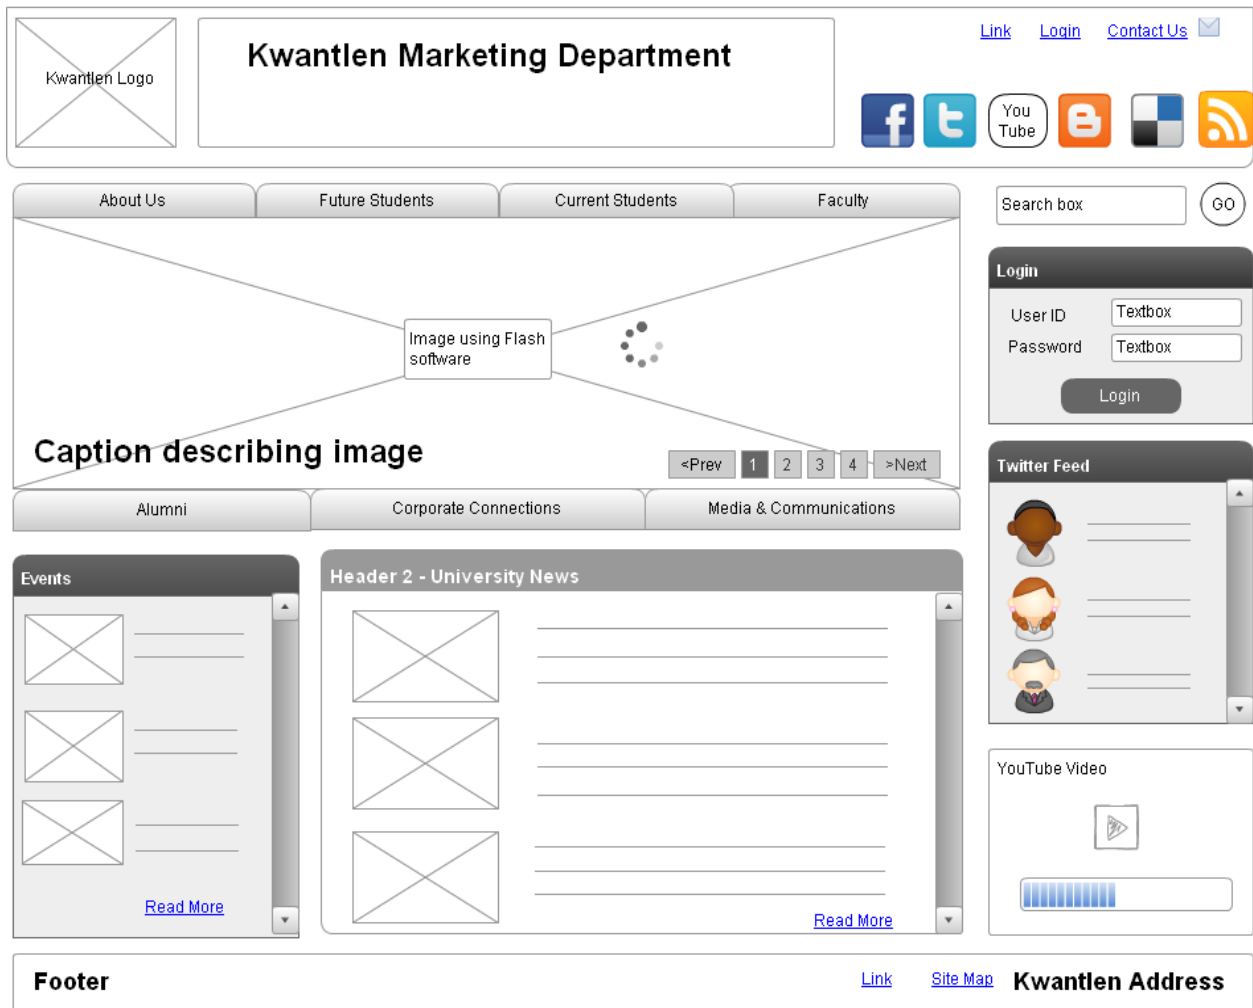 Link Login Contact Us
Kwantlen Marketing Department
Kwantlen Logo
You
Tube
About Us Future Students Current Students Faculty
Search box GO
Image using Flash
software
Caption describing image
<Prev 1 2 3 4 >Next
Alumni Corporate Connections Media & Communications
Login
User ID Textbox
Password Textbox
Login
Twitter Feed
Events
Read More
Header 2 - University News
Read More
YouTube Video
Footer Link Site Map Kwantlen Address